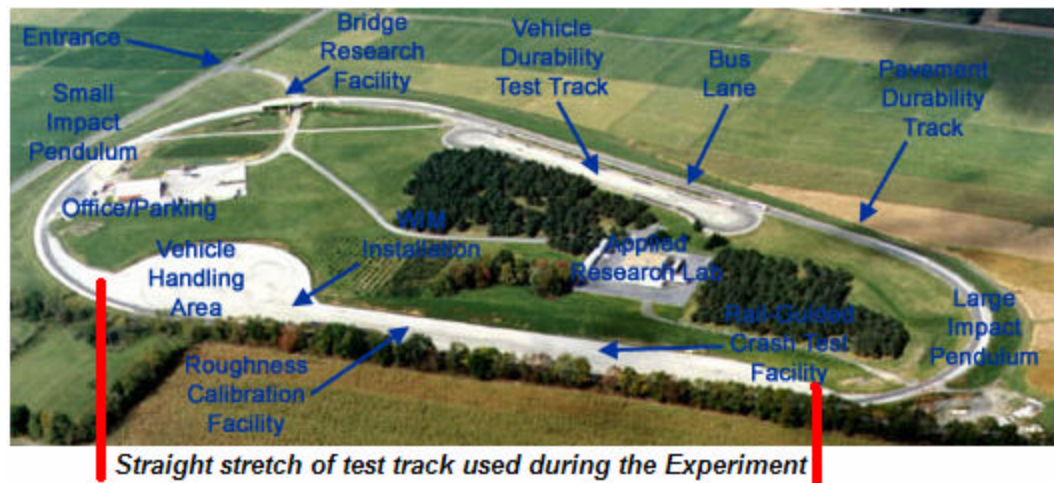 Entrance
Bridge
Research
Facility
Vehicle
Durability
Test Track
Bus
Lane
Pavement
Durability
Track
Small
Impact
Pendulum
Office/Parking
WIM
Installation
Vehicle
Handling
Area
Applied
Research Lab
Roughness
Calibration
Facility
Rail-Guided
Crash Test
Facility
Large
Impact
Pendulum
Straight stretch of test track used during the Experiment